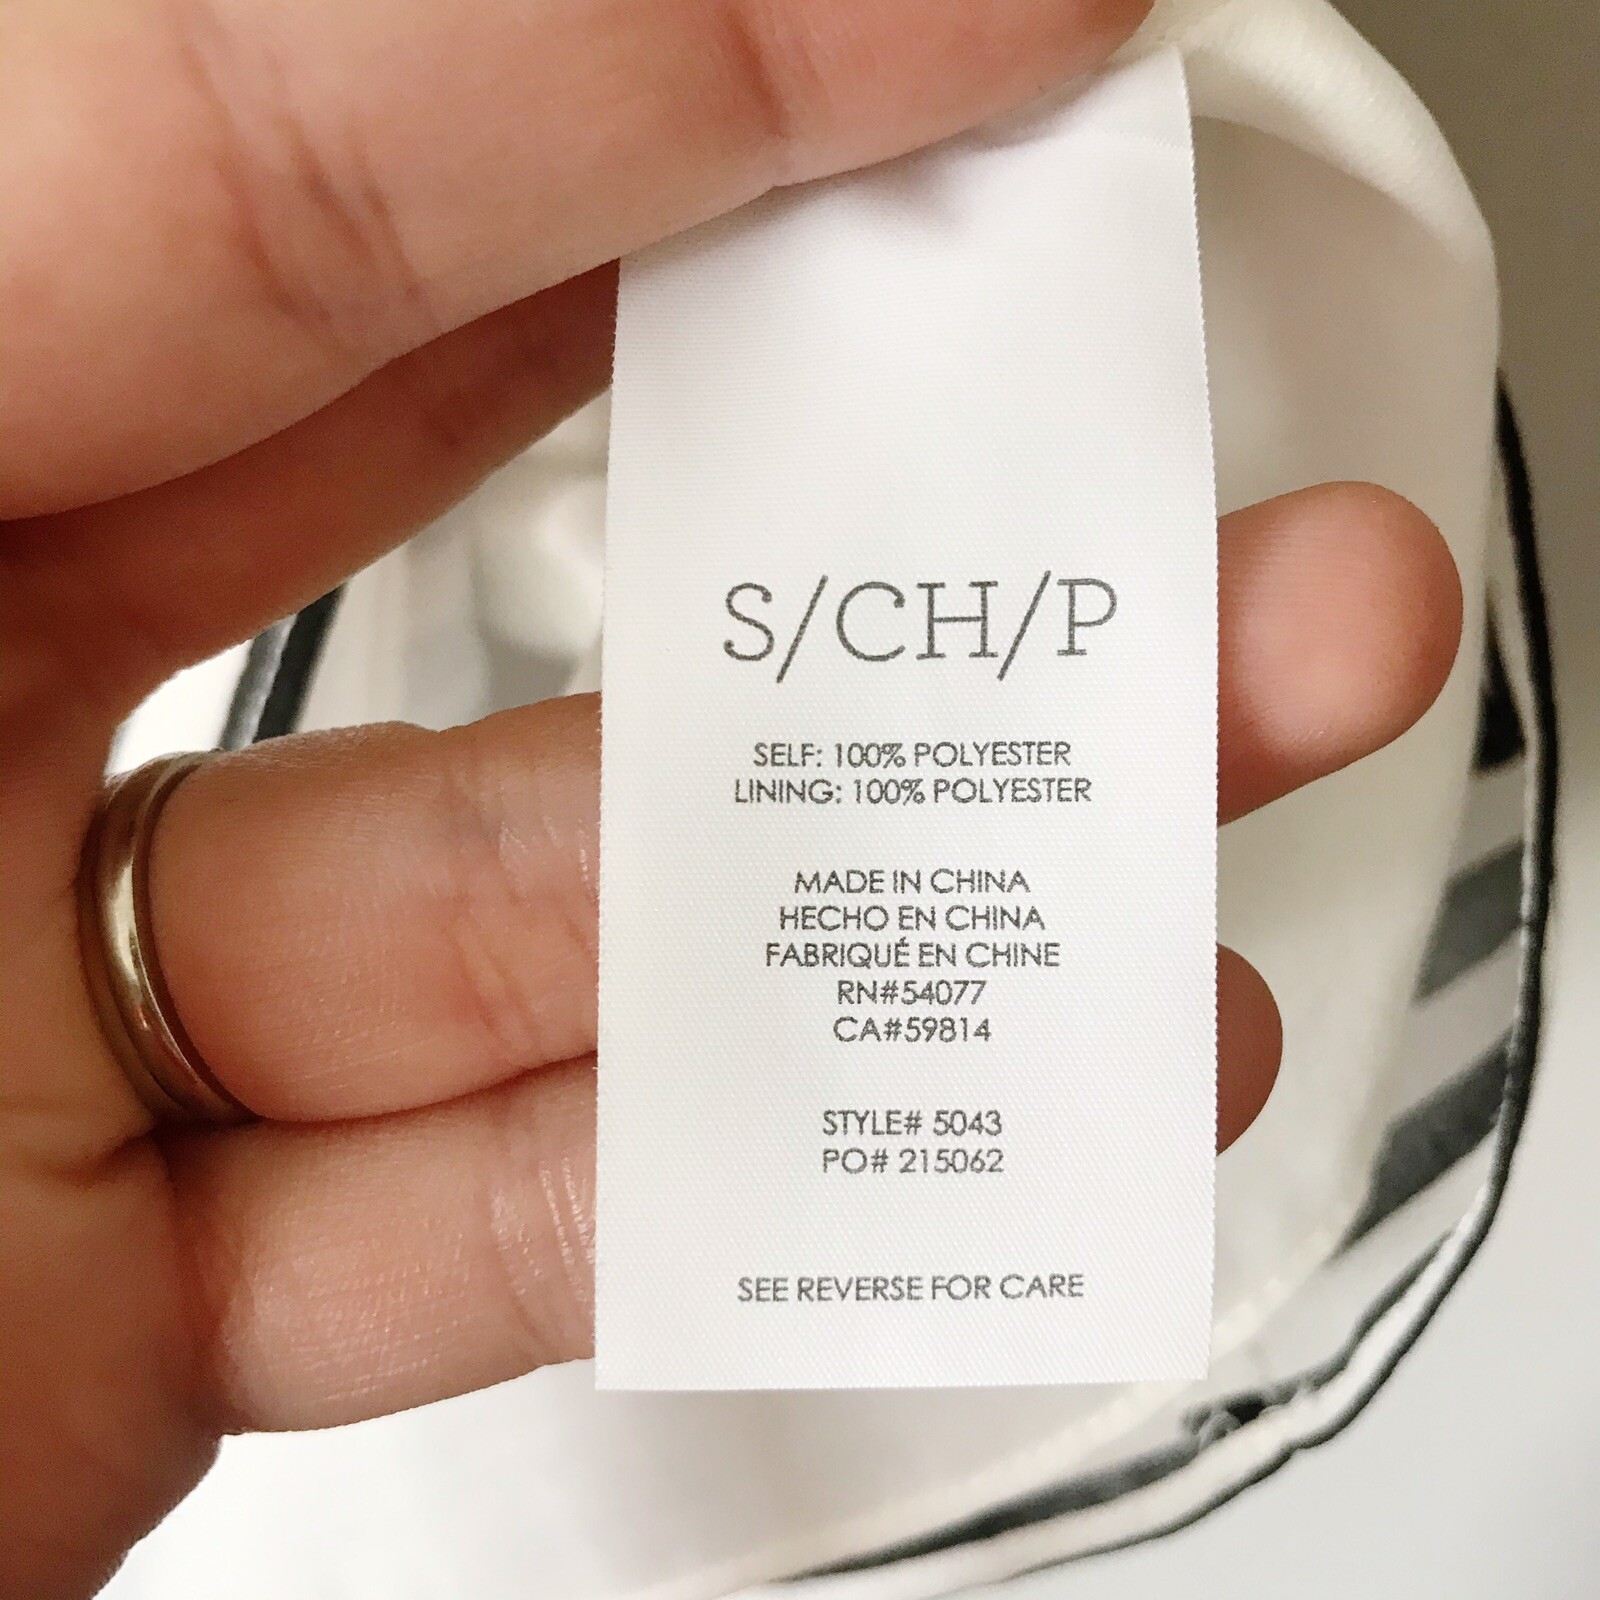 S/CH/P
SELF: 100% POLYESTER
LINING: 100% POLYESTER
MADE IN CHINA
HECHO EN CHINA
FABRIQUÉ EN CHINE
RN#54077
CA#59814
STYLE# 5043
PO# 215062
SEE REVERSE FOR CARE